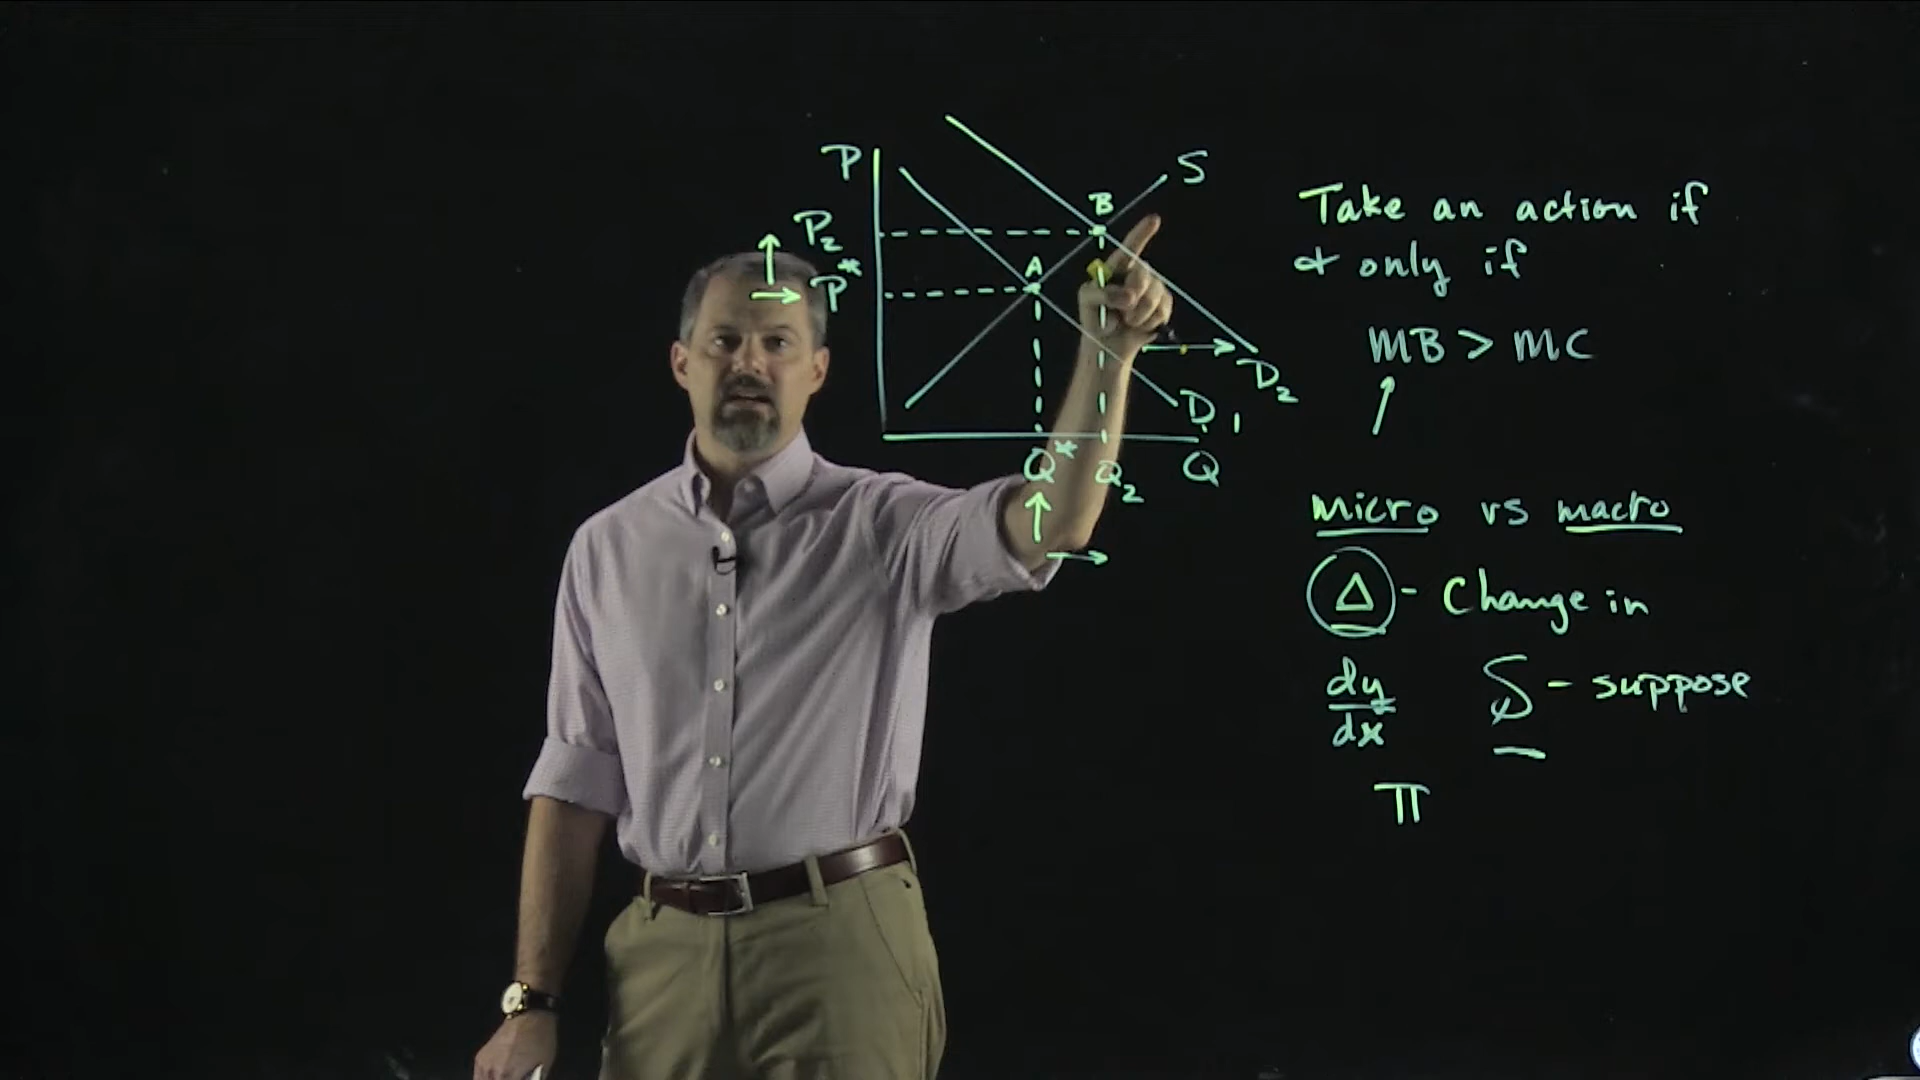 P
S
B
P2
A
P*
D2
D1
Q* Q2 Q
Take an action if
& only if
MB > MC
micro vs macro
Δ - Change in
dy
dx
S - suppose
π